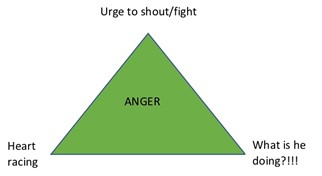 Urge to shout/fight
ANGER
Heart
racing
What is he
doing?!!!